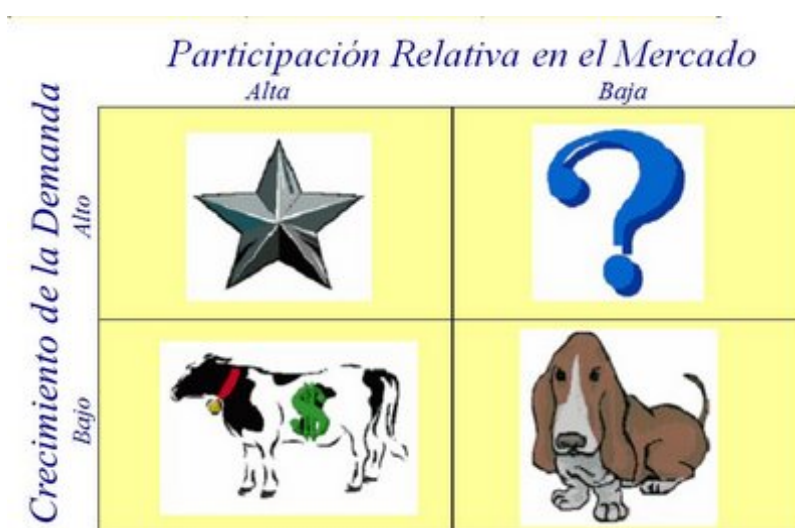 Participación Relativa en el Mercado
Alta Baja
Crecimiento de la Demanda
Alto
Bajo
$